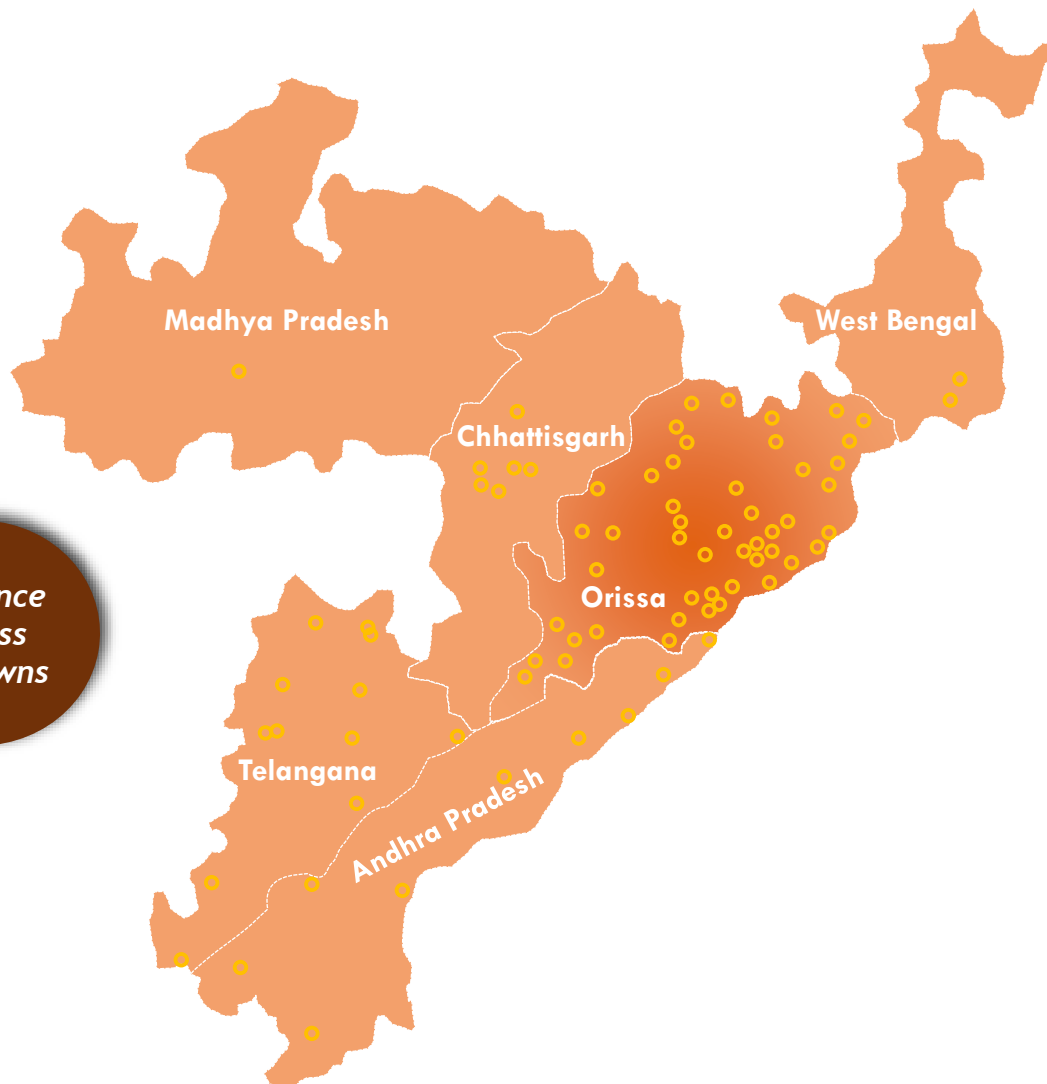 Madhya Pradesh
West Bengal
Chhattisgarh
Orissa
Telangana
Andhra Pradesh